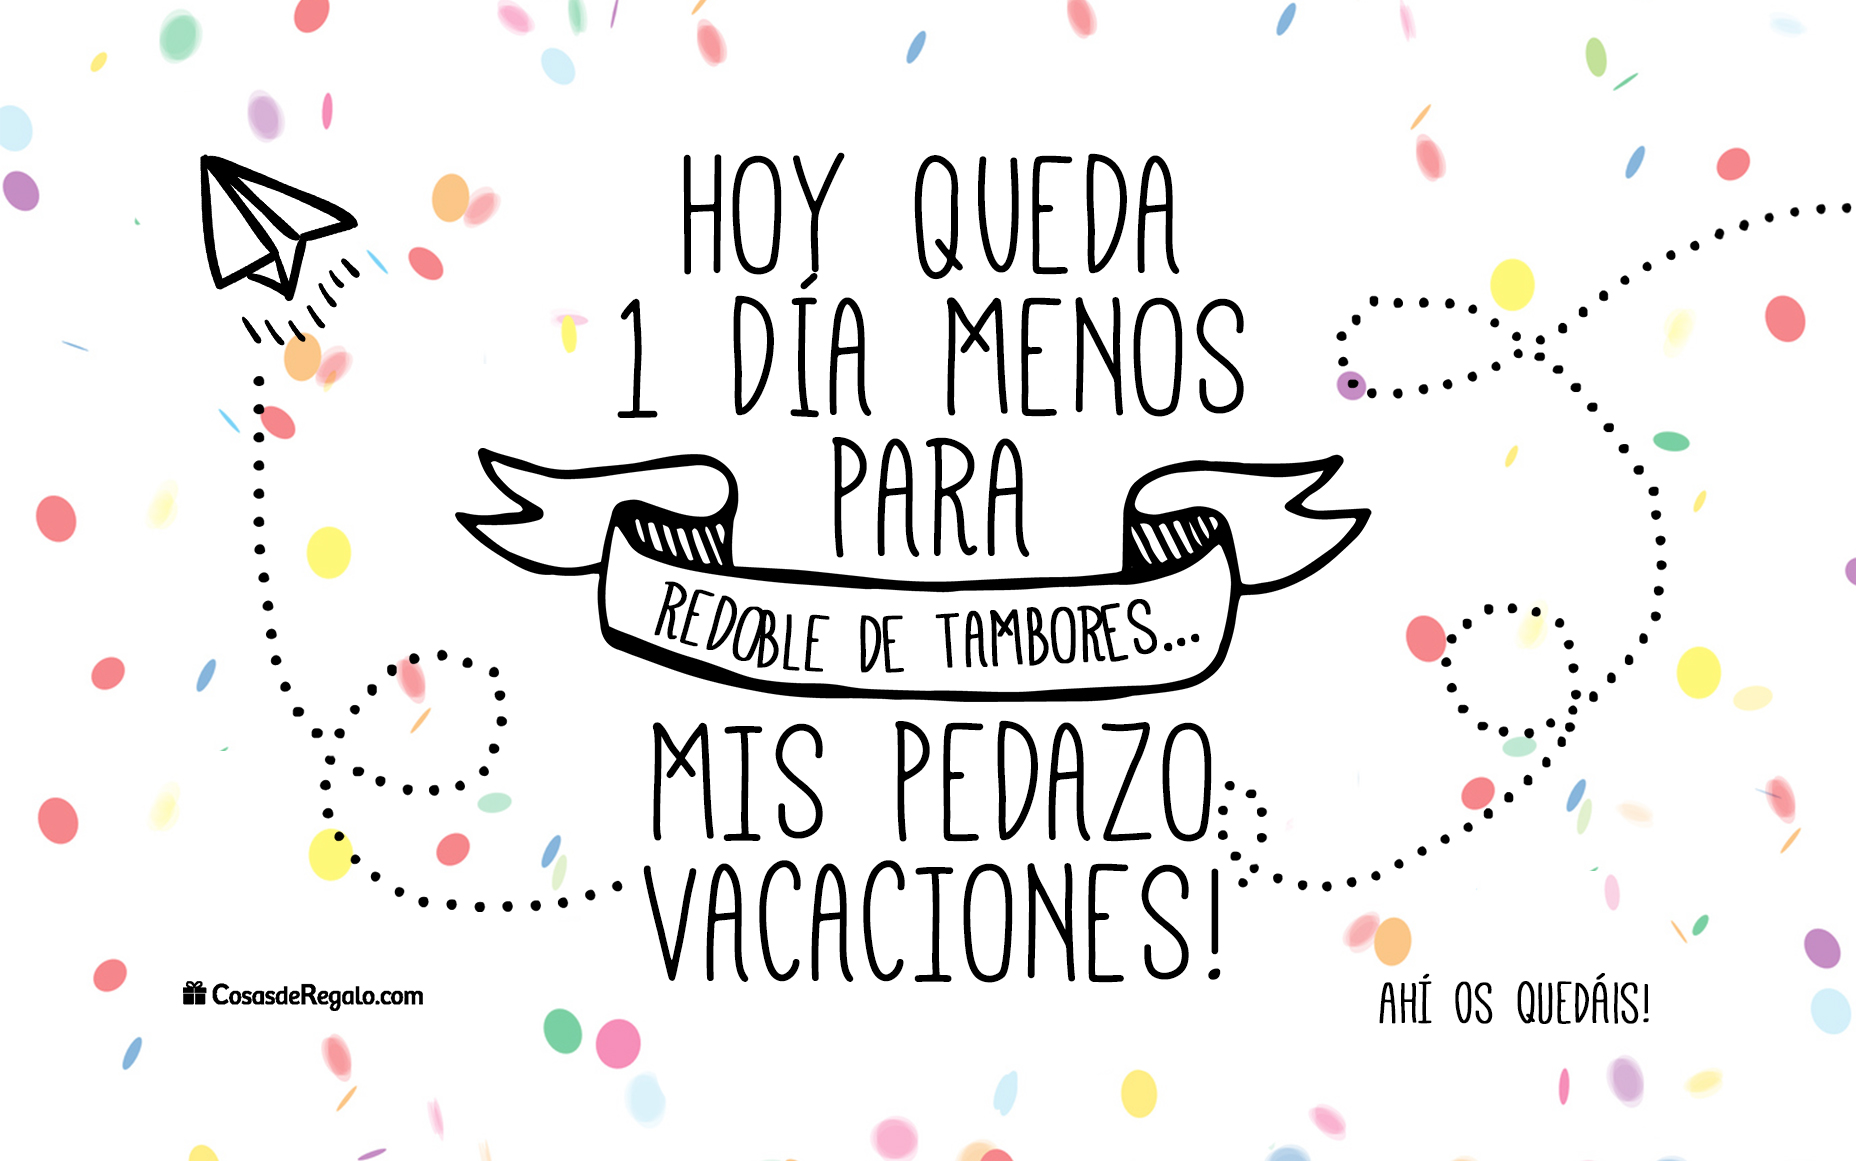 HOY QUEDA
1 DÍA MENOS
PARA
REDOBLE DE TAMBORES...
MIS PEDAZO
VACACIONES!
CosasdeRegalo.com
AHÍ OS QUEDÁIS!